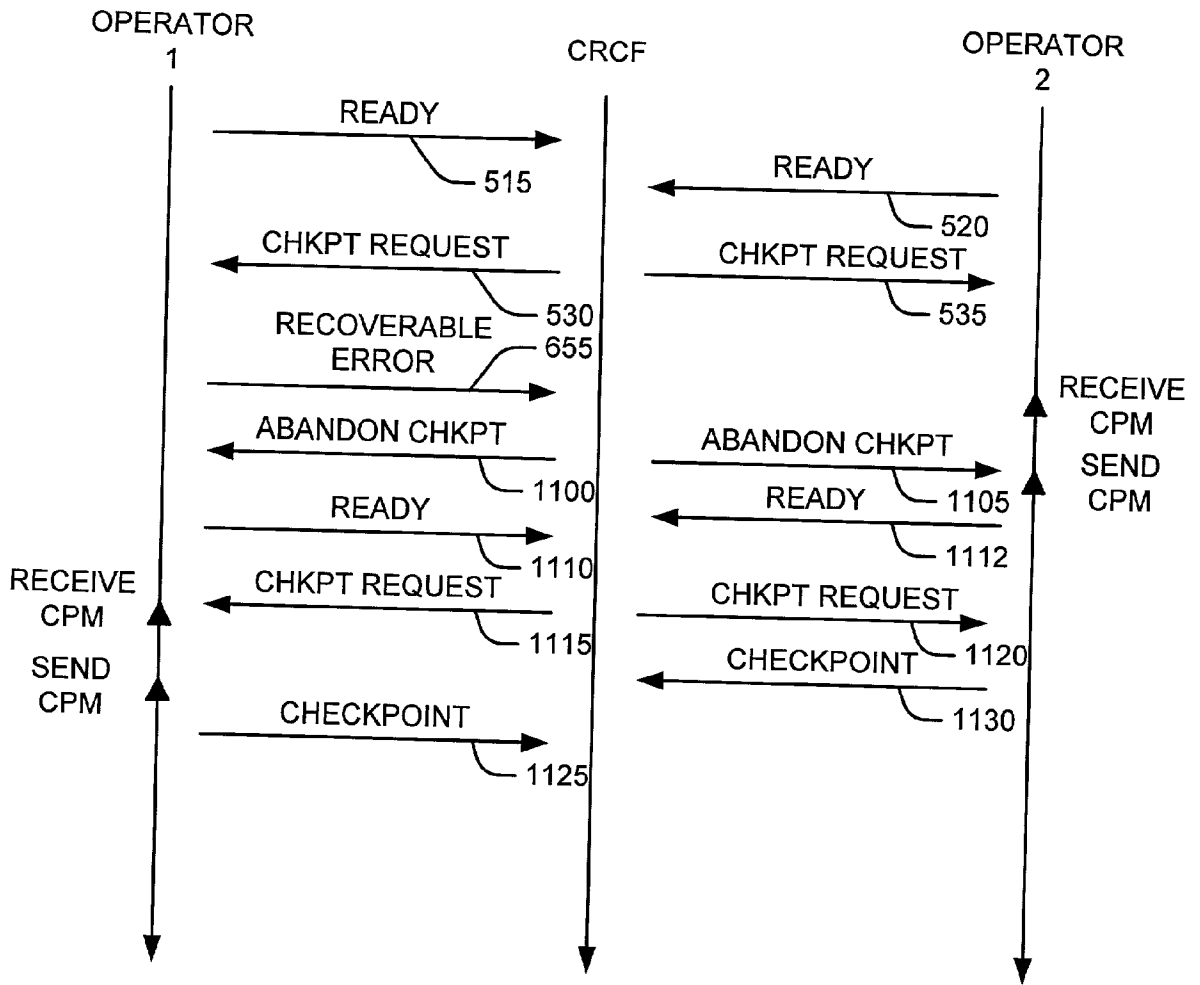 OPERATOR
1
CRCF
OPERATOR
2
READY
515
READY
520
CHKPT REQUEST
530
CHKPT REQUEST
535
RECOVERABLE
ERROR
655
RECEIVE
CPM
ABANDON CHKPT
1100
ABANDON CHKPT
1105
SEND
CPM
READY
1110
READY
1112
RECEIVE
CPM
CHKPT REQUEST
1115
CHKPT REQUEST
1120
SEND
CPM
CHECKPOINT
1130
CHECKPOINT
1125